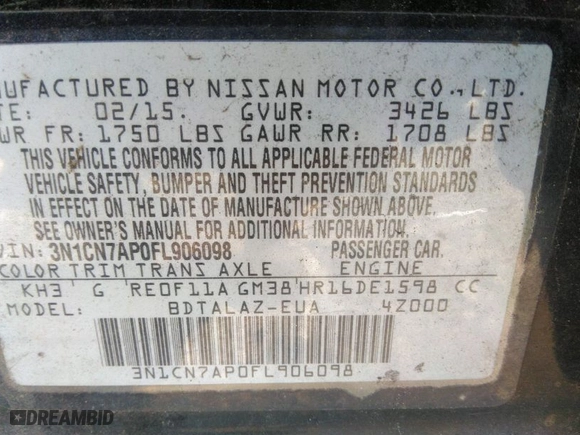 NUFACTURED BY NISSAN MOTOR CO., LTD.
TE: 02/15. GVWR: 3426 LBS
WR FR: 1750 LBS GAWR RR: 1708 LBS
THIS VEHICLE CONFORMS TO ALL APPLICABLE FEDERAL MOTOR
VEHICLE SAFETY, BUMPER AND THEFT PREVENTION STANDARDS
IN EFFECT ON THE DATE OF MANUFACTURE SHOWN ABOVE.
SEE OWNER'S MANUAL FOR ADDITIONAL INFORMATION.
VIN: 3N1CN7AP0FL906098 PASSENGER CAR.
COLOR TRIM TRANS AXLE ENGINE
KH3 G RE0F11A GM38 HR16DE1598 CC
MODEL BDTALAZ-EUA 4Z000
3N1CN7AP0FL906098
DREAMBID